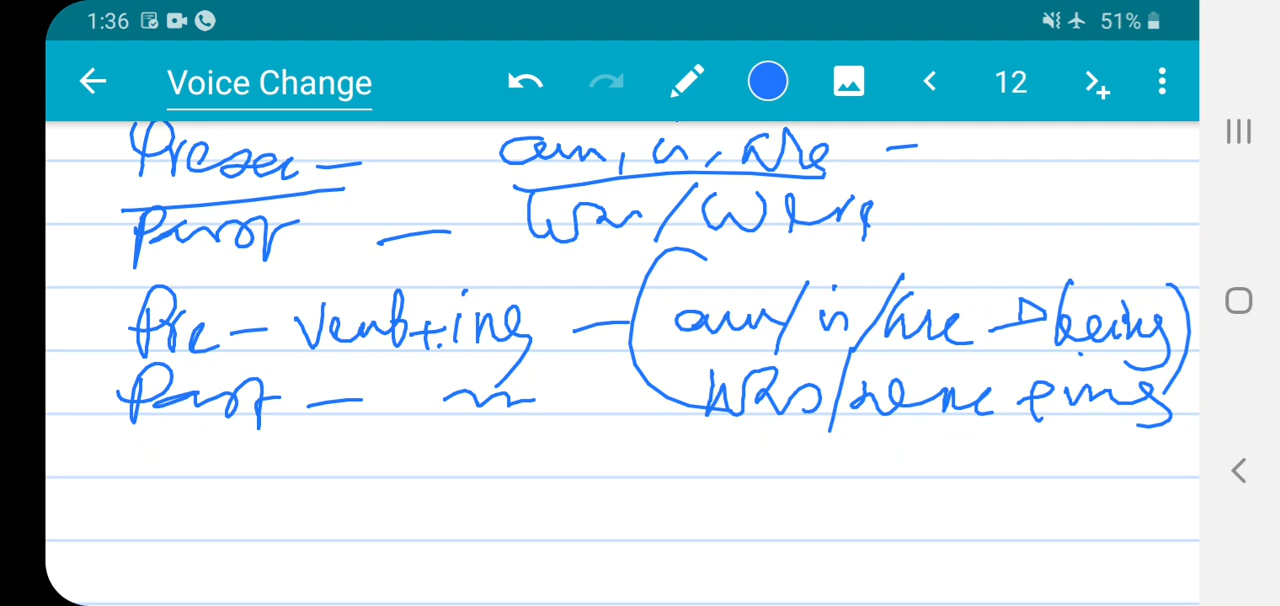 1:36 51%
Voice Change 12
Presen - am, is, are -
Past - was/were
Pre - Verb+ing - (am/is/are → being)
Past - was/were +ing